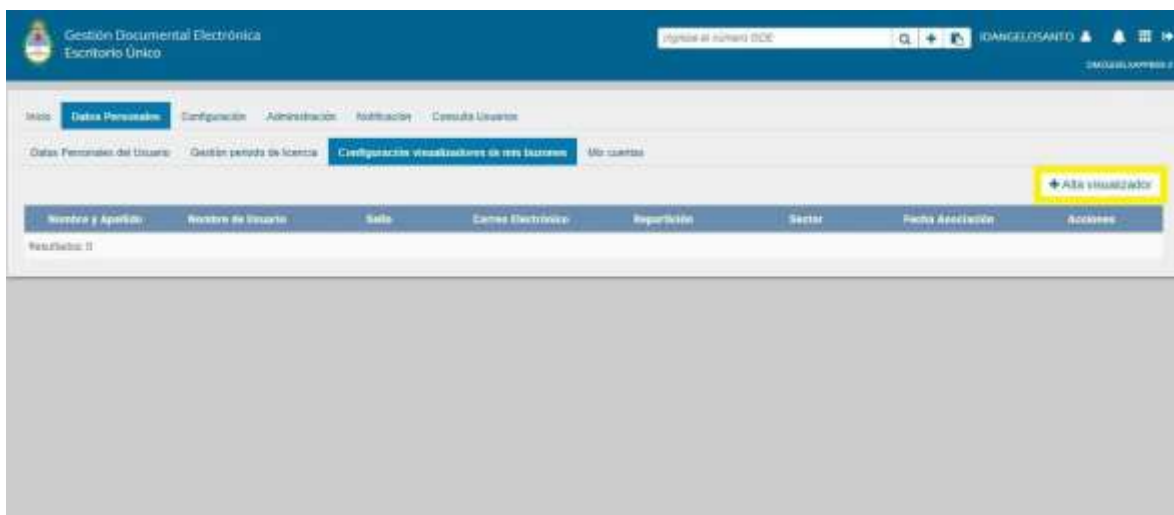 Gestión Documental Electrónica
Escritorio Único
Ingrese el número GDE
IDANGELOSANTO
Inicio Datos Personales Configuración Administración Notificación Consulta Usuarios
Datos Personales del Usuario Gestión periodo de licencia Configuración visualizadores de mis buzones Mis cuentas
+ Alta visualizador
Nombre y Apellido Nombre de Usuario Sello Correo Electrónico Repartición Sector Fecha Asociación Acciones
Resultados: 0